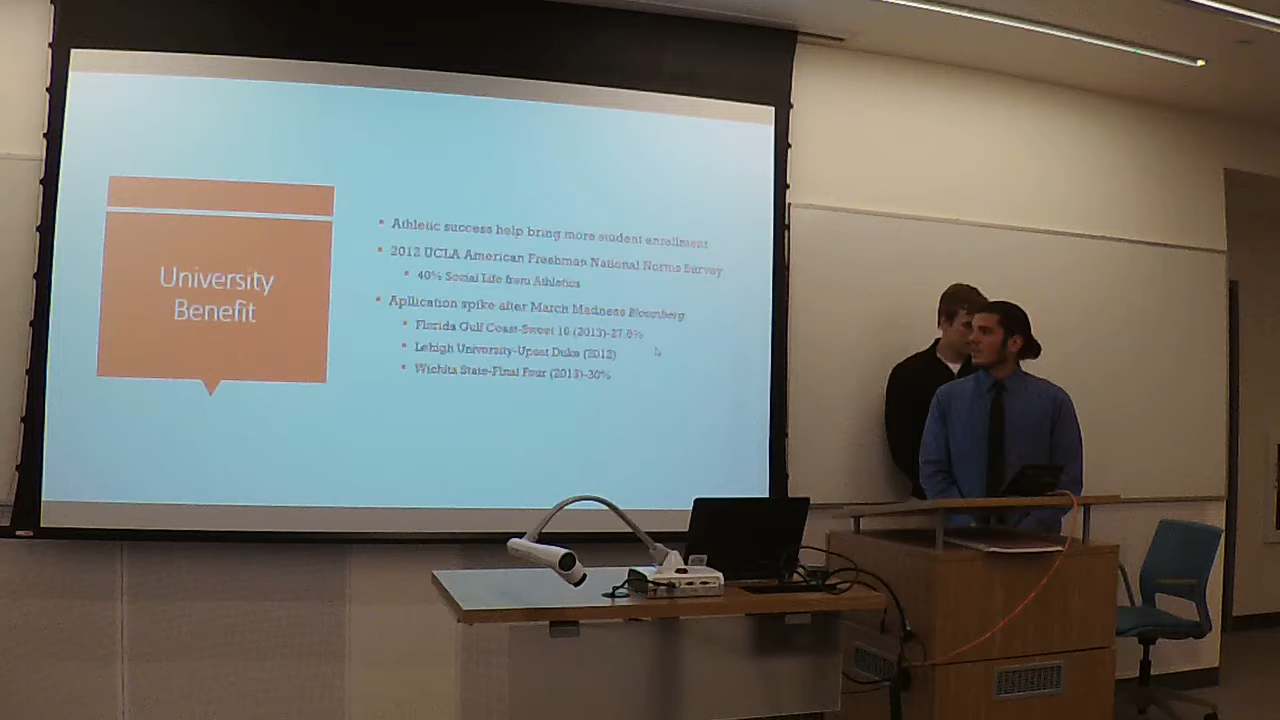 University
Benefit
Athletic success help bring more student enrollment
2012 UCLA American Freshman National Norms Survey
40% Social Life from Athletics
Apllication spike after March Madness Bloomberg
Florida Gulf Coast-Sweet 16 (2013)-27.8%
Lehigh University-Upset Duke (2012)
Wichita State-Final Four (2013)-30%